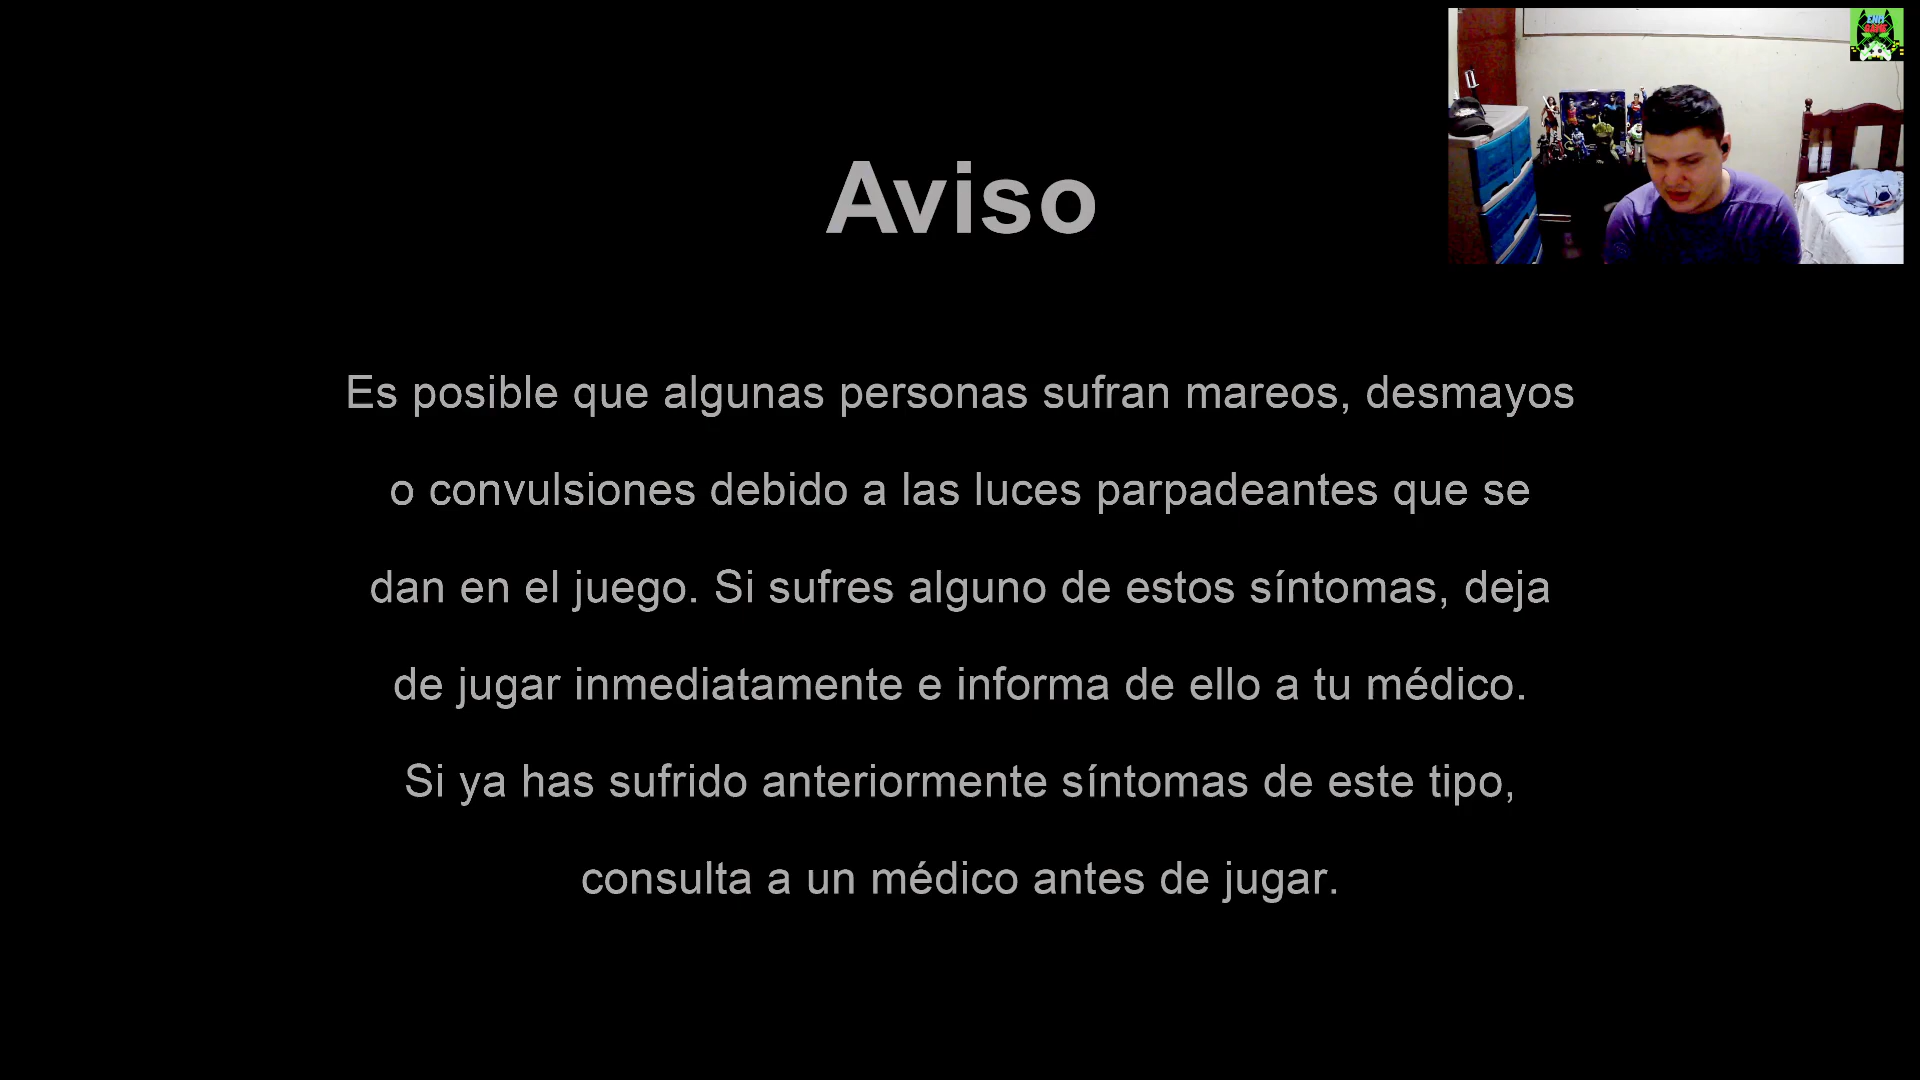 Aviso
Es posible que algunas personas sufran mareos, desmayos
o convulsiones debido a las luces parpadeantes que se
dan en el juego. Si sufres alguno de estos síntomas, deja
de jugar inmediatamente e informa de ello a tu médico.
Si ya has sufrido anteriormente síntomas de este tipo,
consulta a un médico antes de jugar.